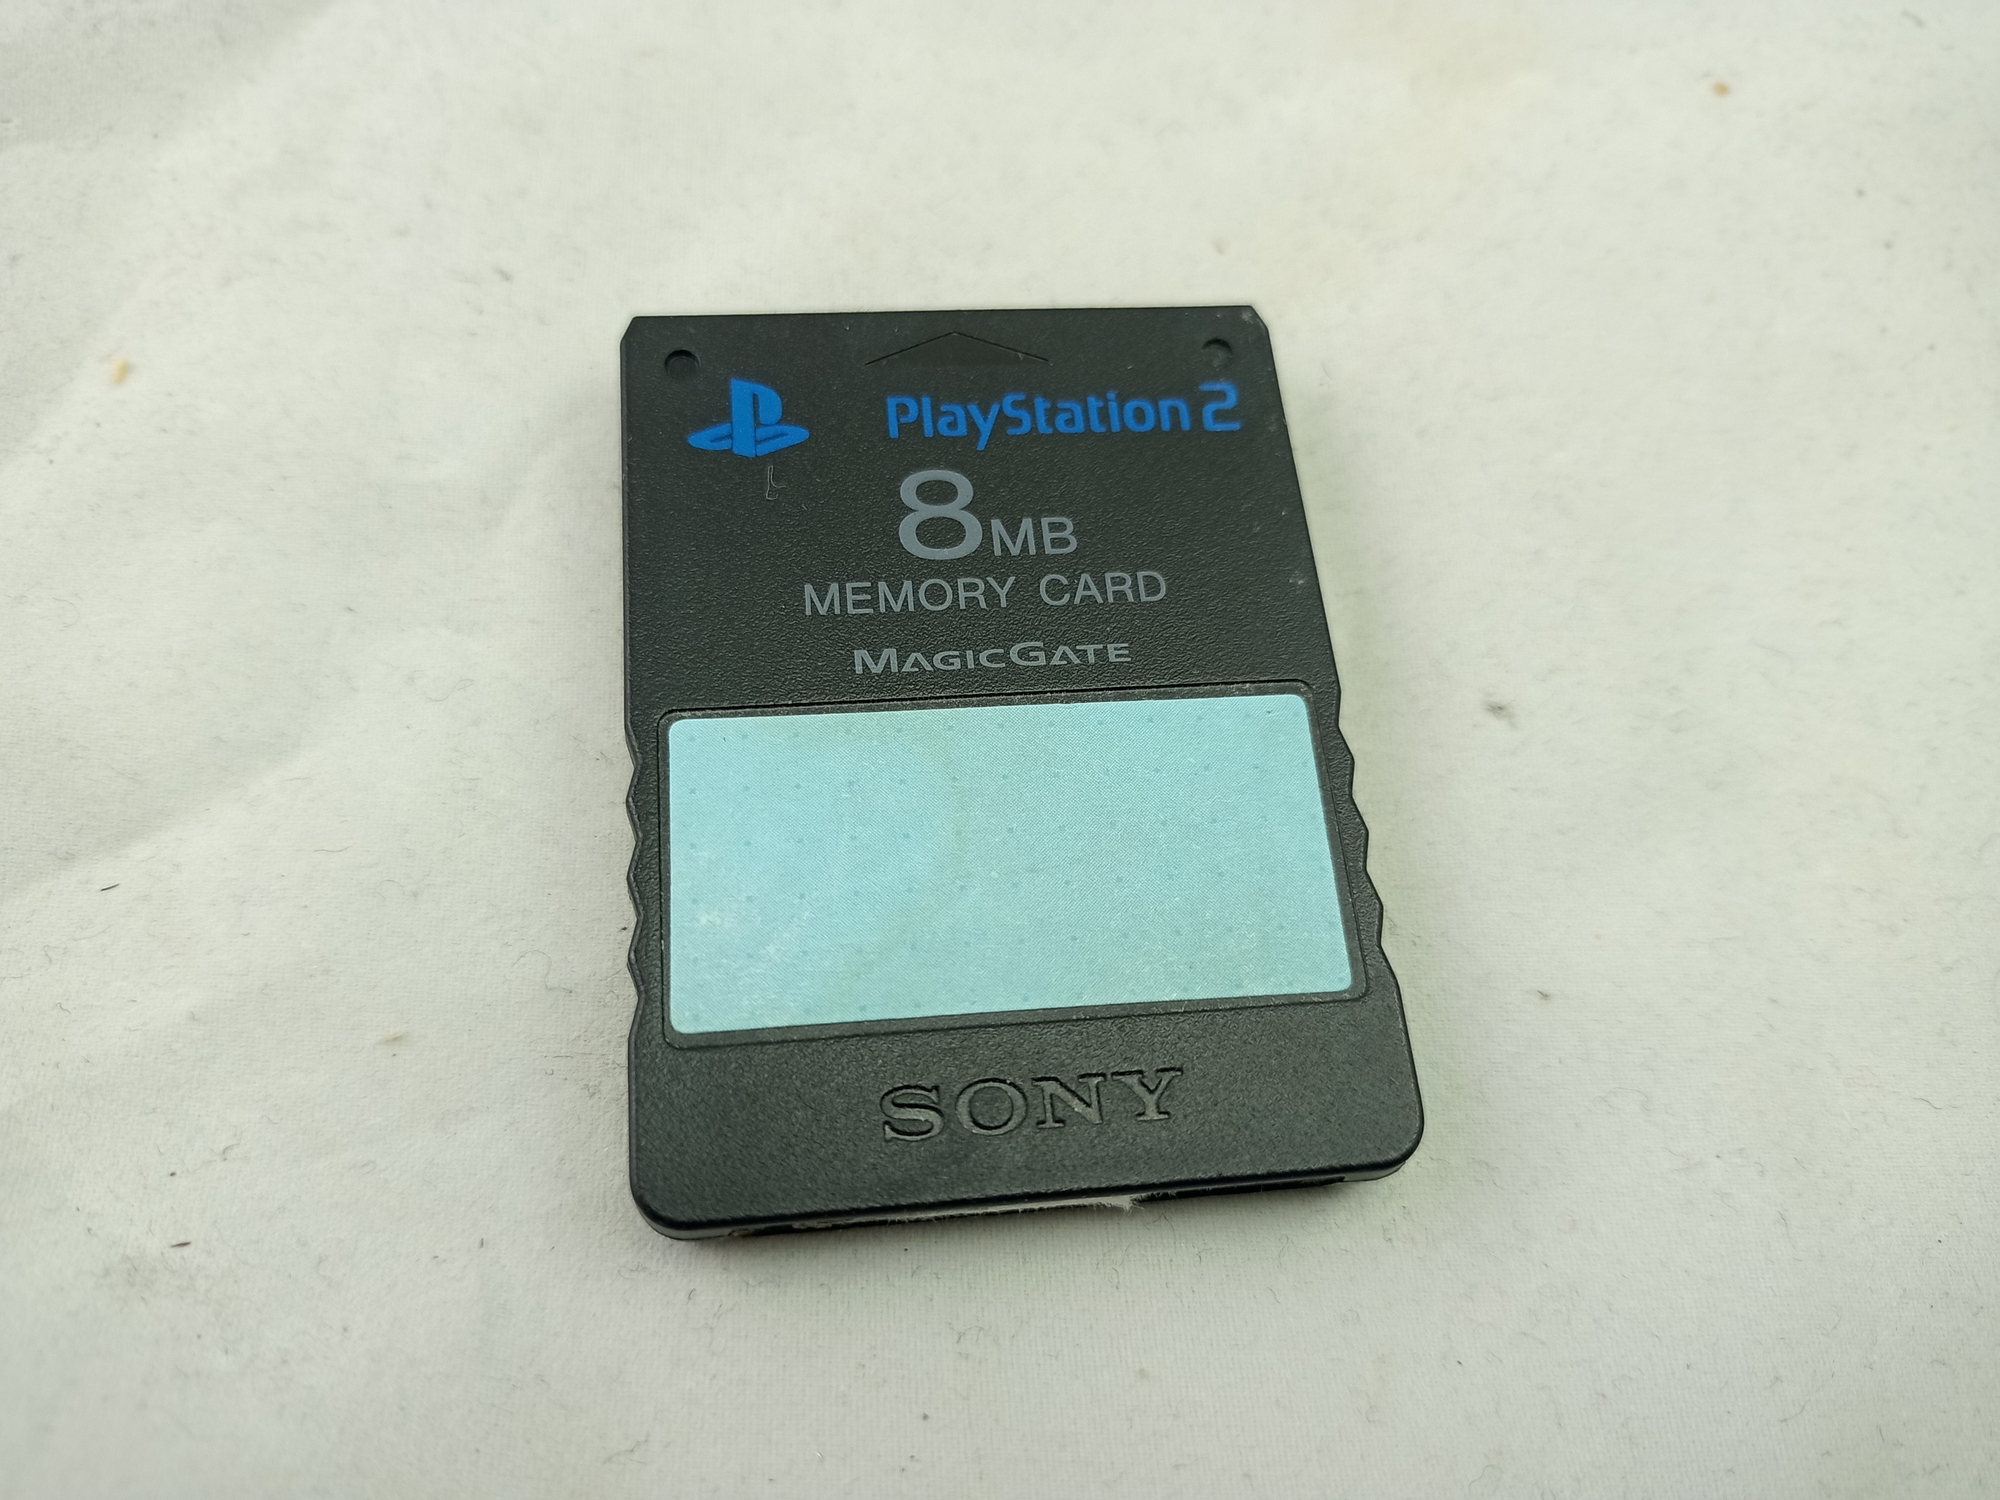 PlayStation 2
8MB
MEMORY CARD
MAGICGATE
SONY